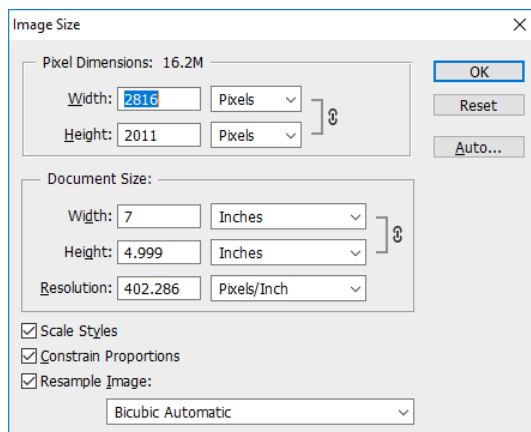 Image Size
Pixel Dimensions: 16.2M
OK
Width: 2816 Pixels
Reset
Height: 2011 Pixels
Auto...
Document Size:
Width: 7 Inches
Height: 4.999 Inches
Resolution: 402.286 Pixels/Inch
Scale Styles
Constrain Proportions
Resample Image:
Bicubic Automatic